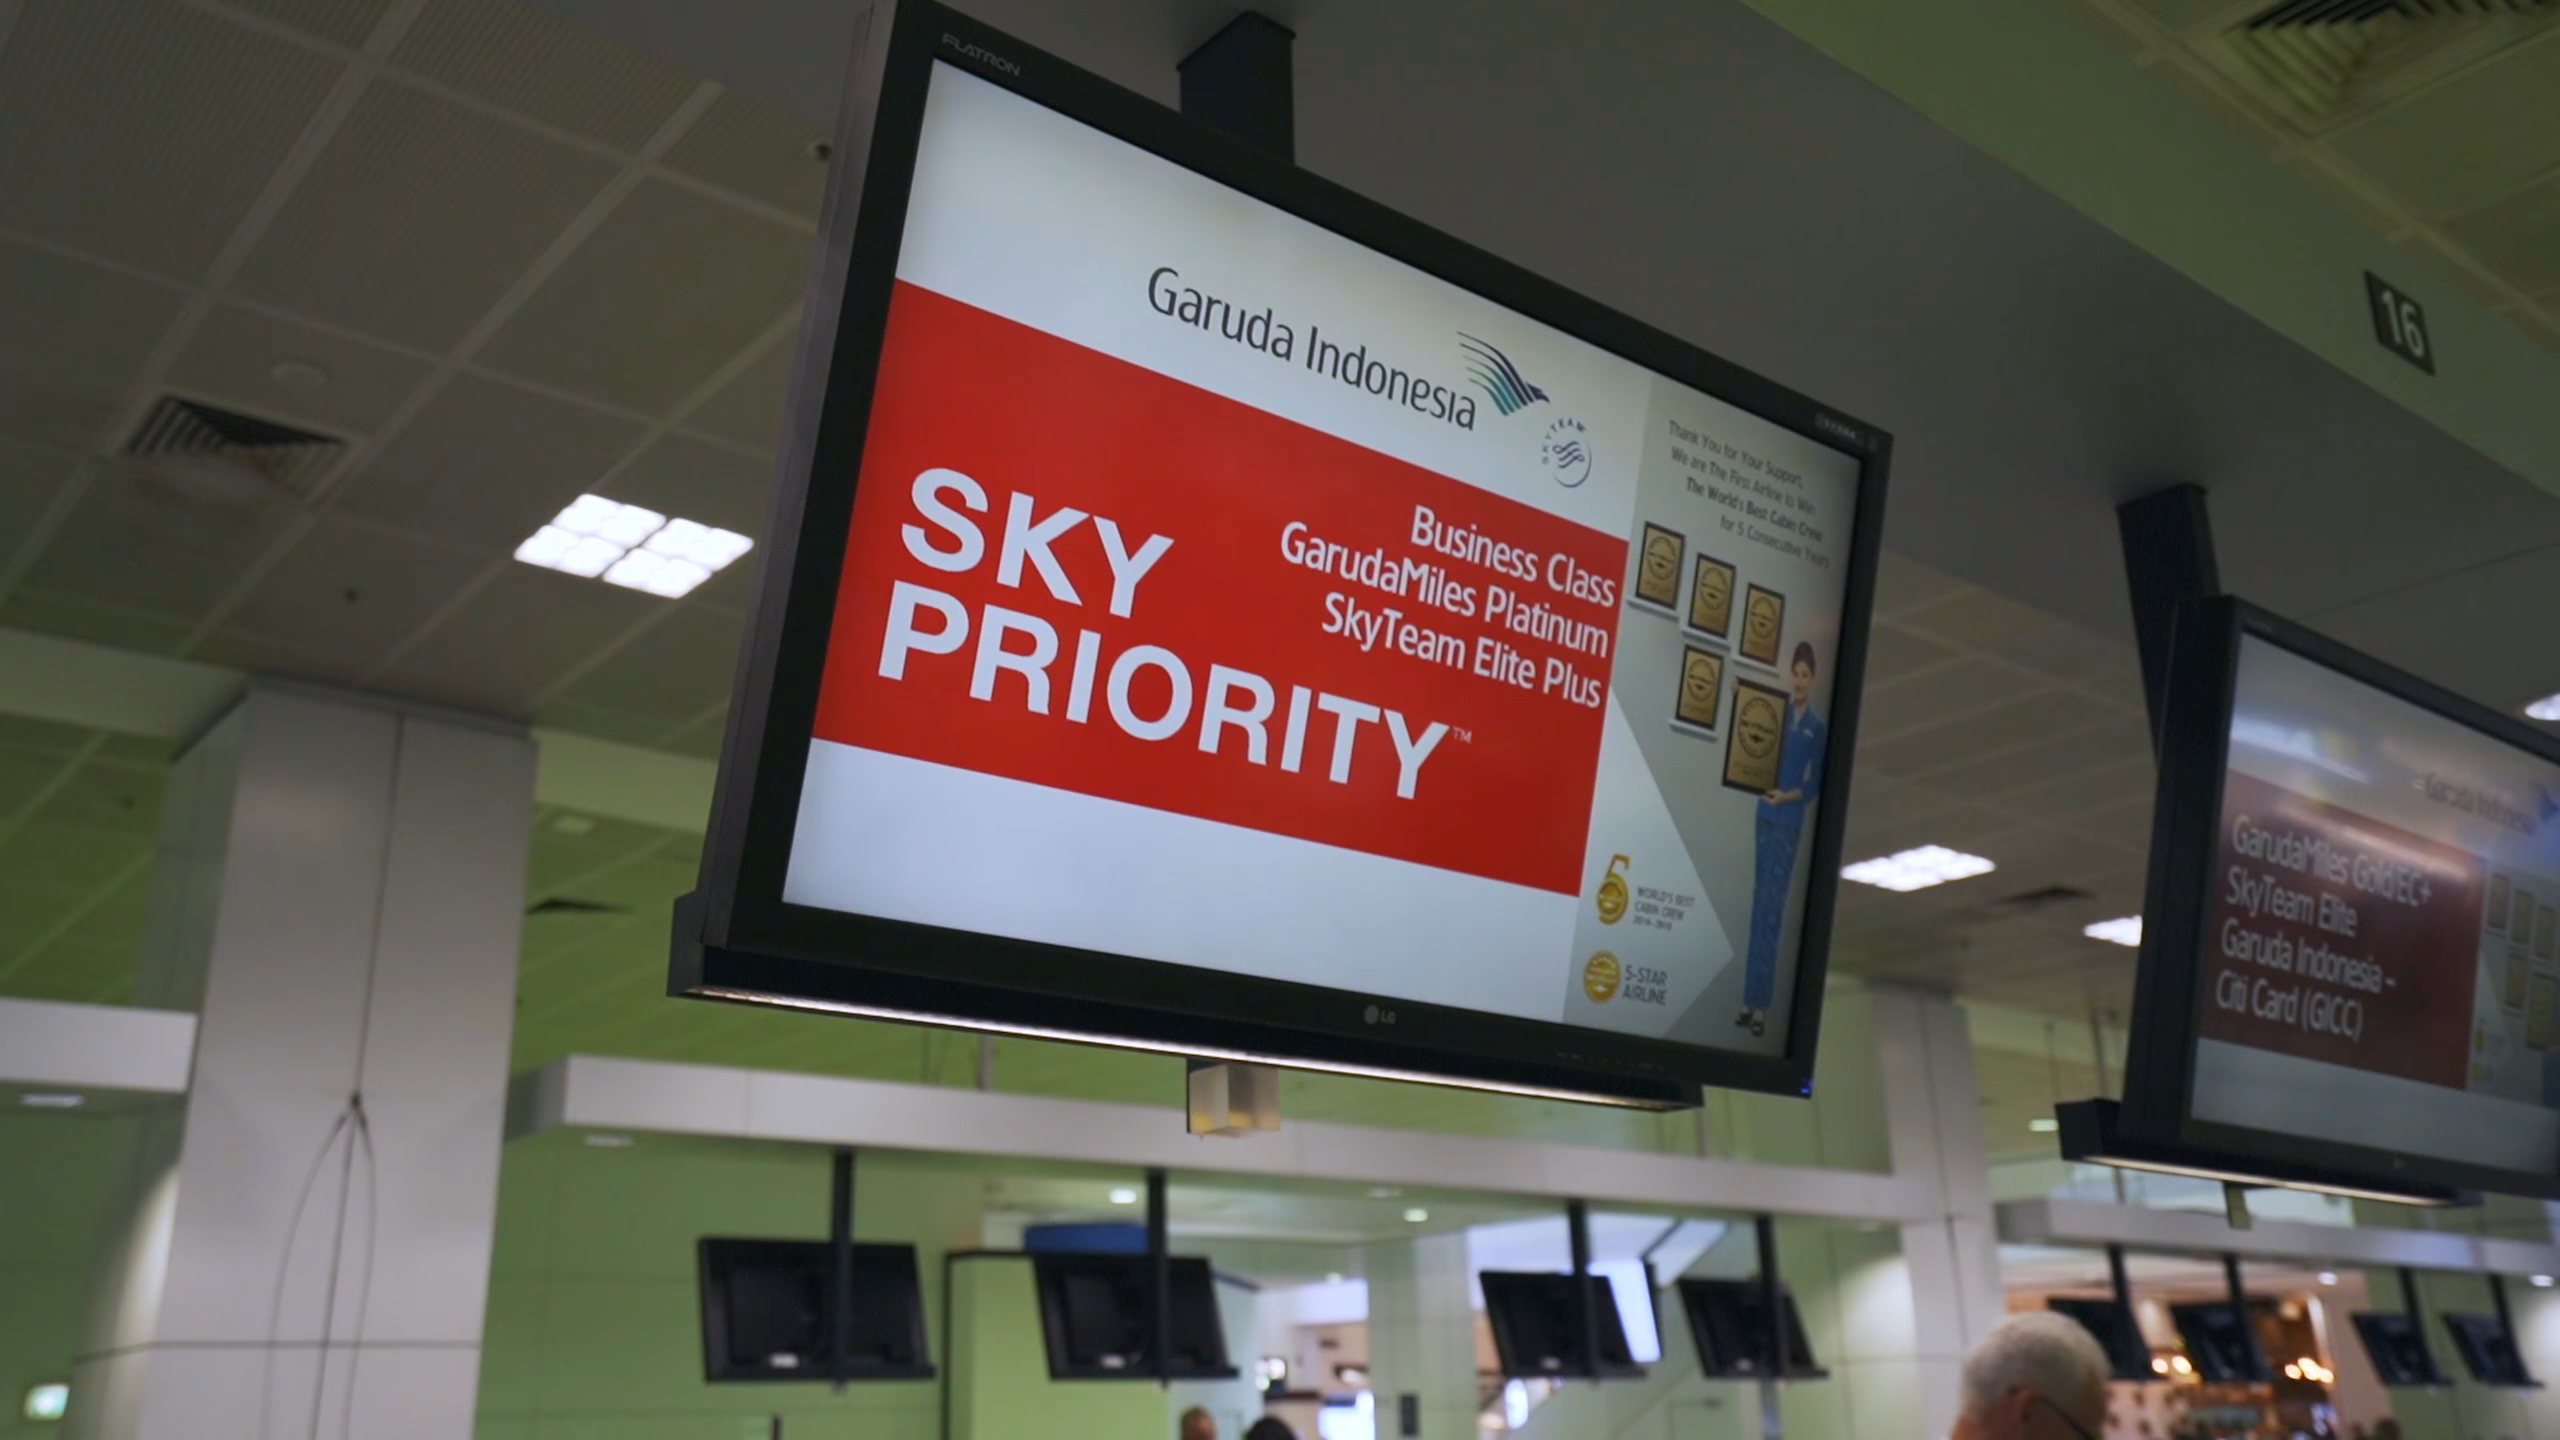 FLATRON
Garuda Indonesia
SKYTEAM
SKY
PRIORITY™
Business Class
GarudaMiles Platinum
SkyTeam Elite Plus
Thank You for Your Support,
We are The First Airline to Win
The World's Best Cabin Crew
for 5 Consecutive Years
5
WORLD'S BEST
CABIN CREW
5-STAR
AIRLINE
LG
16
Garuda Indonesia
GarudaMiles Gold/EC+
SkyTeam Elite
Garuda Indonesia -
Citi Card (GICC)